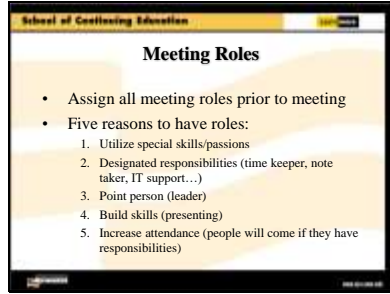 School of Continuing Education
Meeting Roles
• Assign all meeting roles prior to meeting
• Five reasons to have roles:
1. Utilize special skills/passions
2. Designated responsibilities (time keeper, note
taker, IT support…)
3. Point person (leader)
4. Build skills (presenting)
5. Increase attendance (people will come if they have
responsibilities)